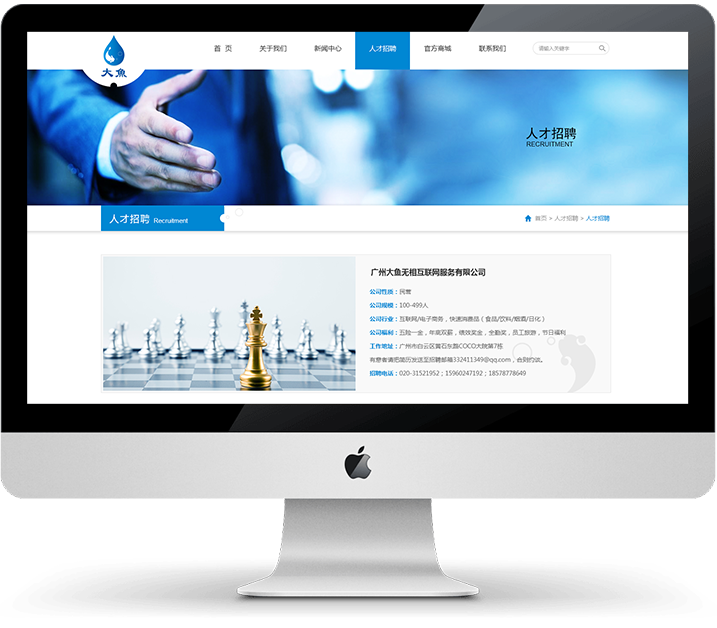 大魚
首 页
关于我们
新闻中心
人才招聘
官方商城
联系我们
请输入关键字
人才招聘
RECRUITMENT
人才招聘 Recruitment
首页 > 人才招聘 > 人才招聘
广州大鱼无相互联网服务有限公司
公司性质：民营
公司规模：100-499人
公司行业：互联网/电子商务，快速消费品（食品/饮料/烟酒/日化）
公司福利：五险一金，年底双薪，绩效奖金，全勤奖，员工旅游，节日福利
工作地址：广州市白云区黄石东路COCO大院第7栋
有意者请把简历发送至招聘邮箱332411349@qq.com，合则约谈。
招聘电话：020-31521952；15960247192；18578778649